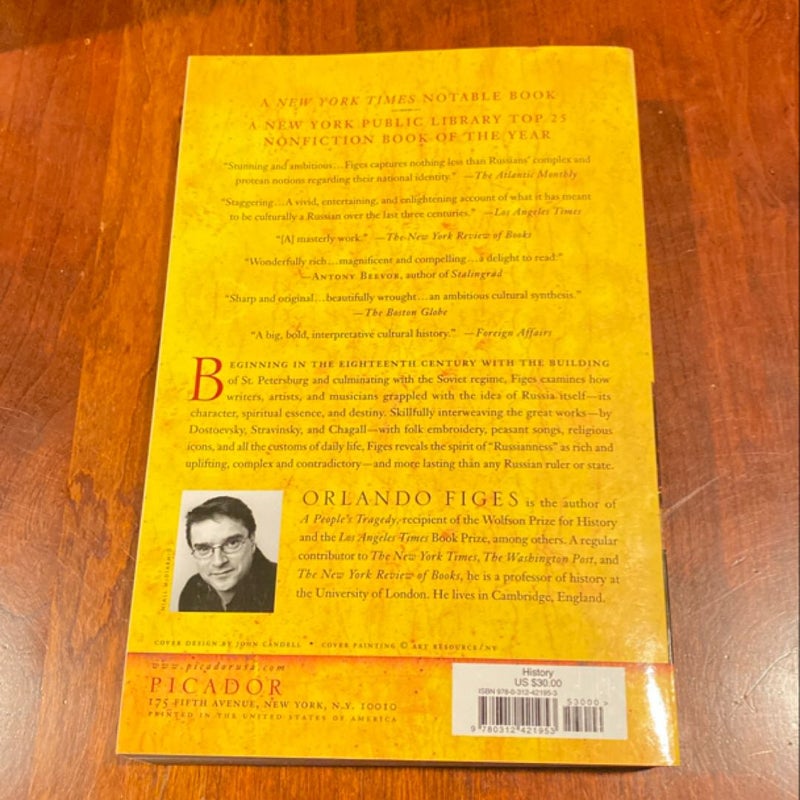 A NEW YORK TIMES NOTABLE BOOK
A NEW YORK PUBLIC LIBRARY TOP 25
NONFICTION BOOK OF THE YEAR
“Stunning and ambitious…Figes captures nothing less than Russians’ complex and
protean notions regarding their national identity.” —The Atlantic Monthly
“Staggering…A vivid, entertaining, and enlightening account of what it has meant
to be culturally a Russian over the last three centuries.” —Los Angeles Times
“[A] masterly work.” —The New York Review of Books
“Wonderfully rich…magnificent and compelling…a delight to read.”
—ANTONY BEEVOR, author of Stalingrad
“Sharp and original…beautifully wrought…an ambitious cultural synthesis.”
—The Boston Globe
“A big, bold, interpretative cultural history.” —Foreign Affairs
BEGINNING IN THE EIGHTEENTH CENTURY WITH THE BUILDING
of St. Petersburg and culminating with the Soviet regime, Figes examines how
writers, artists, and musicians grappled with the idea of Russia itself—its
character, spiritual essence, and destiny. Skillfully interweaving the great works—by
Dostoevsky, Stravinsky, and Chagall—with folk embroidery, peasant songs, religious
icons, and all the customs of daily life, Figes reveals the spirit of “Russianness” as rich and
uplifting, complex and contradictory—and more lasting than any Russian ruler or state.
ORLANDO FIGES is the author of
A People’s Tragedy, recipient of the Wolfson Prize for History
and the Los Angeles Times Book Prize, among others. A regular
contributor to The New York Times, The Washington Post, and
The New York Review of Books, he is a professor of history at
the University of London. He lives in Cambridge, England.
COVER DESIGN BY JOHN CANDELL • COVER PAINTING © ART RESOURCE/NY
www.picadorusa.com
PICADOR
175 FIFTH AVENUE, NEW YORK, N.Y. 10010
PRINTED IN THE UNITED STATES OF AMERICA
History
US $30.00
ISBN 978-0-312-42195-3
53000>
9 780312 421953